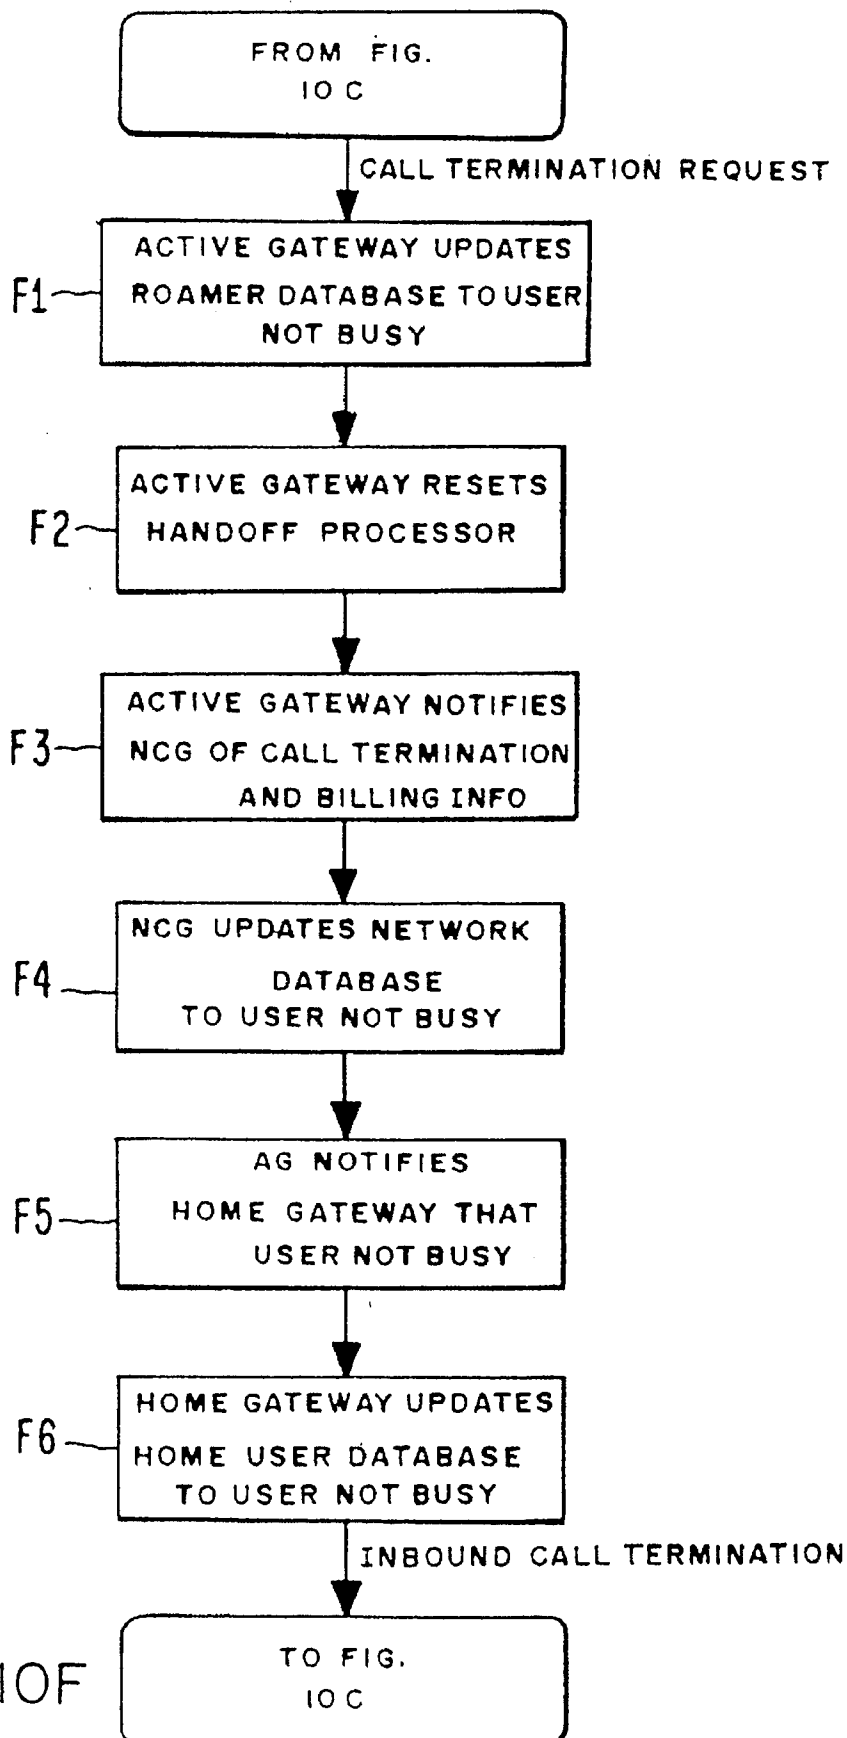 FROM FIG.
10 C
CALL TERMINATION REQUEST
F1
ACTIVE GATEWAY UPDATES
ROAMER DATABASE TO USER
NOT BUSY
F2
ACTIVE GATEWAY RESETS
HANDOFF PROCESSOR
F3
ACTIVE GATEWAY NOTIFIES
NCG OF CALL TERMINATION
AND BILLING INFO
F4
NCG UPDATES NETWORK
DATABASE
TO USER NOT BUSY
F5
AG NOTIFIES
HOME GATEWAY THAT
USER NOT BUSY
F6
HOME GATEWAY UPDATES
HOME USER DATABASE
TO USER NOT BUSY
INBOUND CALL TERMINATION
TO FIG.
10 C
10F